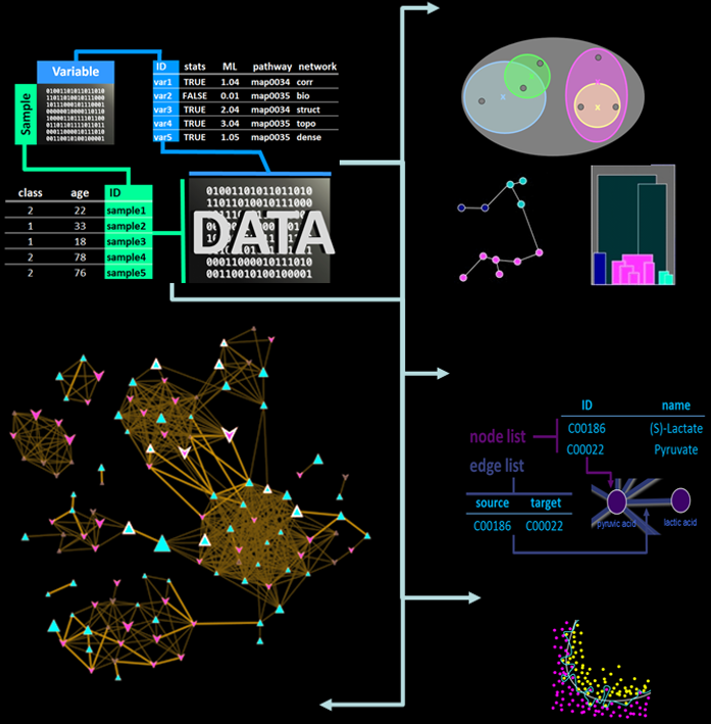 Variable
Sample
ID stats ML pathway network
var1 TRUE 1.04 map0034 corr
var2 FALSE 0.01 map0035 bio
var3 TRUE 2.04 map0034 struct
var4 TRUE 3.04 map0035 topo
var5 TRUE 1.05 map0035 dense
class age ID
2 22 sample1
1 33 sample2
1 18 sample3
2 78 sample4
2 76 sample5
01001101011011010
DATA
x
x
x
x
ID name
C00186 (S)-Lactate
C00022 Pyruvate
node list
edge list
source target
C00186 C00022
pyruvic acid
lactic acid